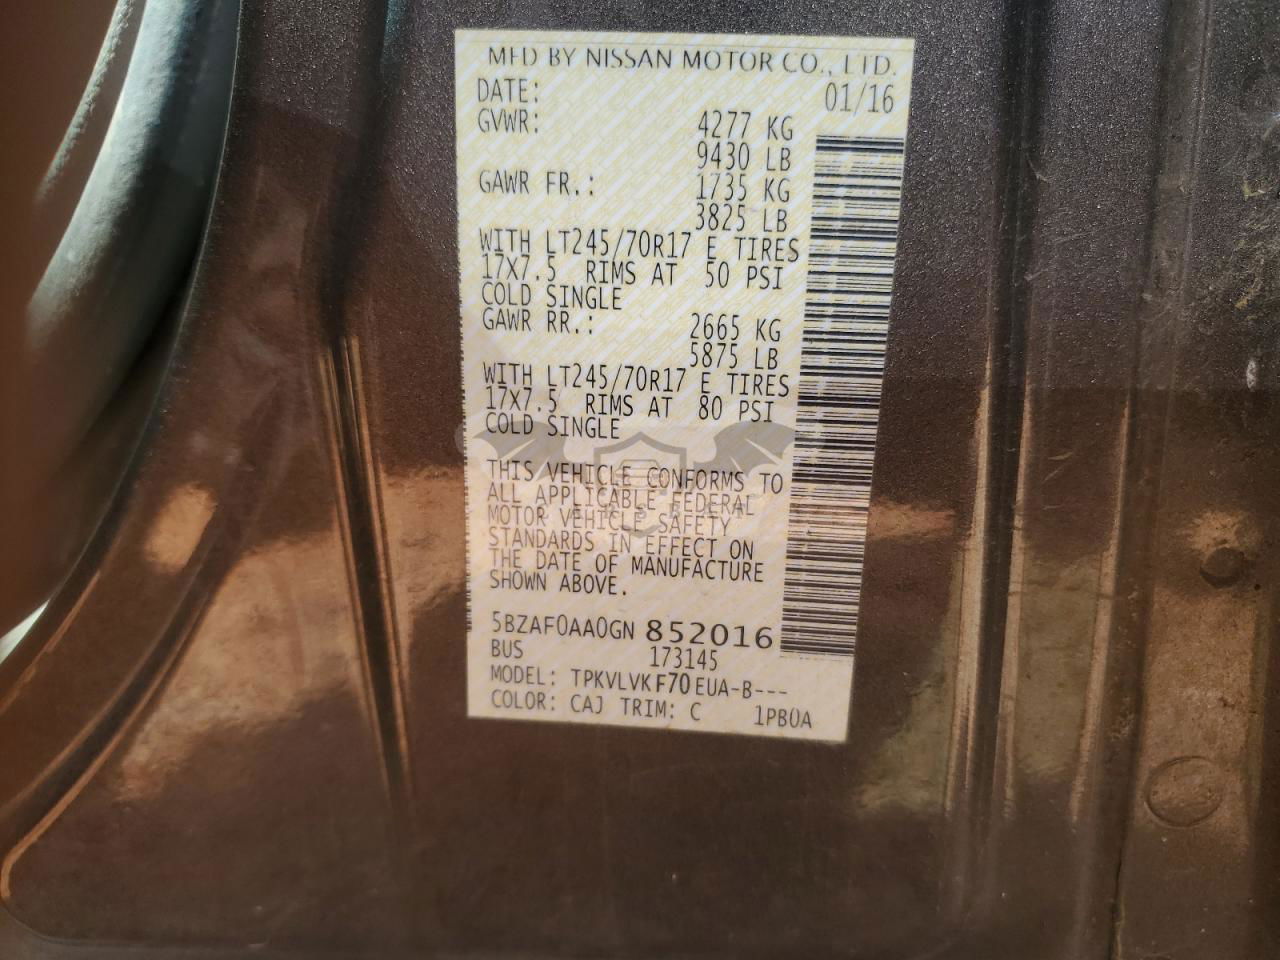 MFD BY NISSAN MOTOR CO., LTD.
DATE: 01/16
GVWR: 4277 KG
9430 LB
GAWR FR.: 1735 KG
3825 LB
WITH LT245/70R17 E TIRES
17X7.5 RIMS AT 50 PSI
COLD SINGLE
GAWR RR.: 2665 KG
5875 LB
WITH LT245/70R17 E TIRES
17X7.5 RIMS AT 80 PSI
COLD SINGLE
THIS VEHICLE CONFORMS TO
ALL APPLICABLE FEDERAL
MOTOR VEHICLE SAFETY
STANDARDS IN EFFECT ON
THE DATE OF MANUFACTURE
SHOWN ABOVE.
5BZAF0AA0GN 852016
BUS 173145
MODEL: TPKVLVKF70EUA-B---
COLOR: CAJ TRIM: C 1PB0A